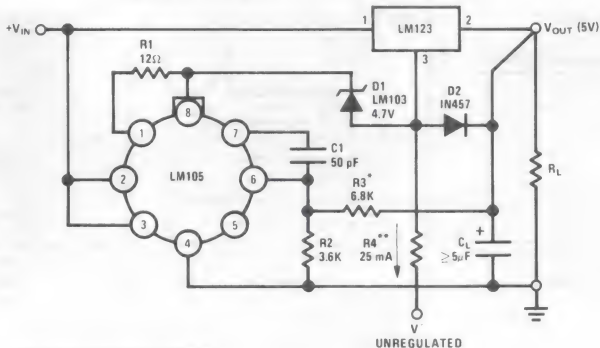 +VIN
1
LM123
2
VOUT (5V)
3
R1
12Ω
D1
LM103
4.7V
D2
IN457
8
1
7
C1
50 pF
2
LM105
6
R3*
6.8K
RL
3
5
4
R2
3.6K
R4**
25 mA
+
CL
≥5μF
V-
UNREGULATED